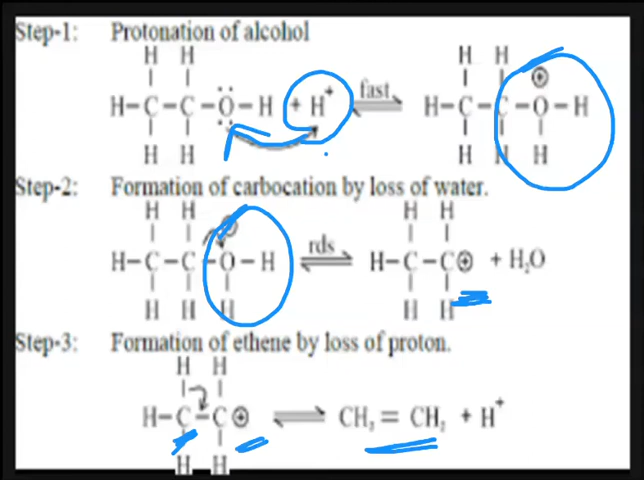 Step-1: Protonation of alcohol
H H
H-C-C-Ö-H + H⁺ fast H-C-C-O-H
H H
H H H
Step-2: Formation of carbocation by loss of water.
H H
H-C-C-O-H rds H-C-C⊕ + H₂O
H H H
H H
Step-3: Formation of ethene by loss of proton.
H H
H-C-C⊕ CH₂ = CH₂ + H⁺
H H